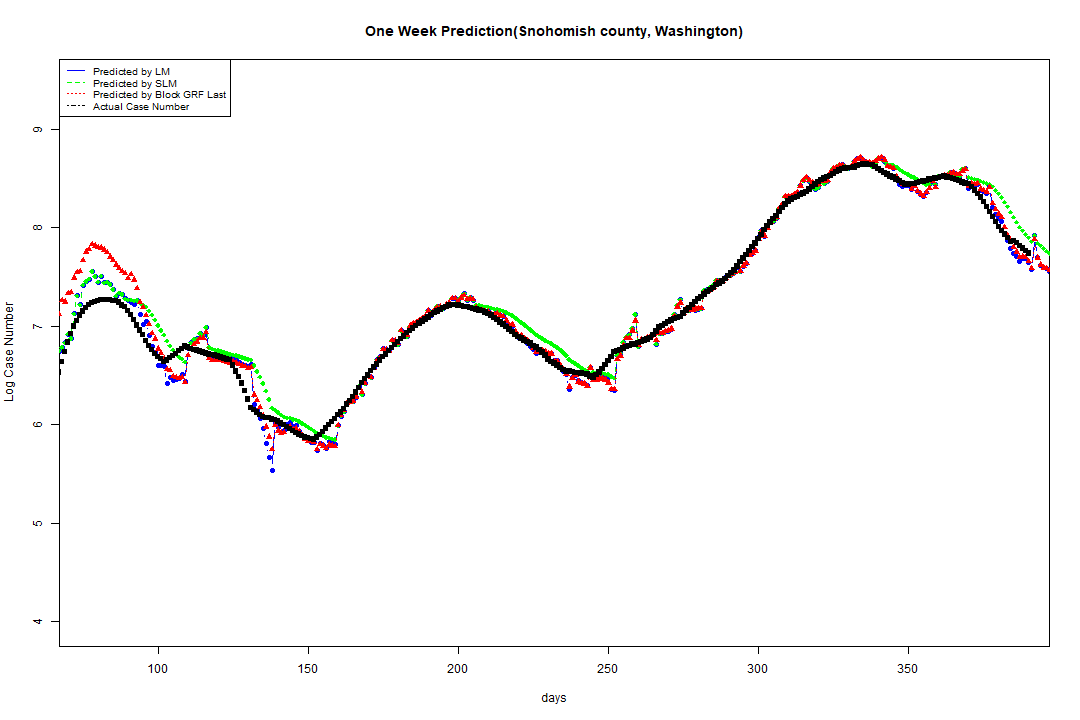 One Week Prediction(Snohomish county, Washington)
Predicted by LM
Predicted by SLM
Predicted by Block GRF Last
Actual Case Number
9
8
7
6
5
4
Log Case Number
100 150 200 250 300 350
days